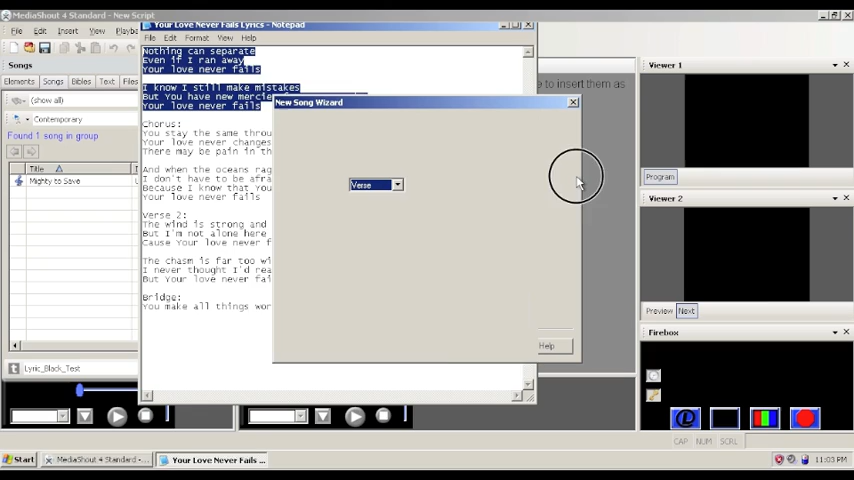 MediaShout 4 Standard - New Script
File Edit Insert View Playba
Songs
Elements Songs Bibles Text Files
(show all)
Contemporary
Found 1 song in group
Title
Mighty to Save
Lyric_Black_Test
Your Love Never Fails Lyrics - Notepad
File Edit Format View Help
Nothing can separate
Even if I ran away
Your love never fails
I know I still make mistakes
But You have new mercie
Your love never fails
Chorus:
You stay the same throu
Your love never changes
There may be pain in th
And when the oceans rag
I don't have to be afra
Because I know that You
Your love never fails
Verse 2:
The wind is strong and
But I'm not alone here
Cause Your love never f
The chasm is far too wi
I never thought I'd rea
But Your love never fai
Bridge:
You make all things wor
New Song Wizard
Verse
Help
e to insert them as
Viewer 1
Program
Viewer 2
Preview Next
Firebox
CAP NUM SCRL
Start MediaShout 4 Standard -... Your Love Never Fails ... 11:03 PM